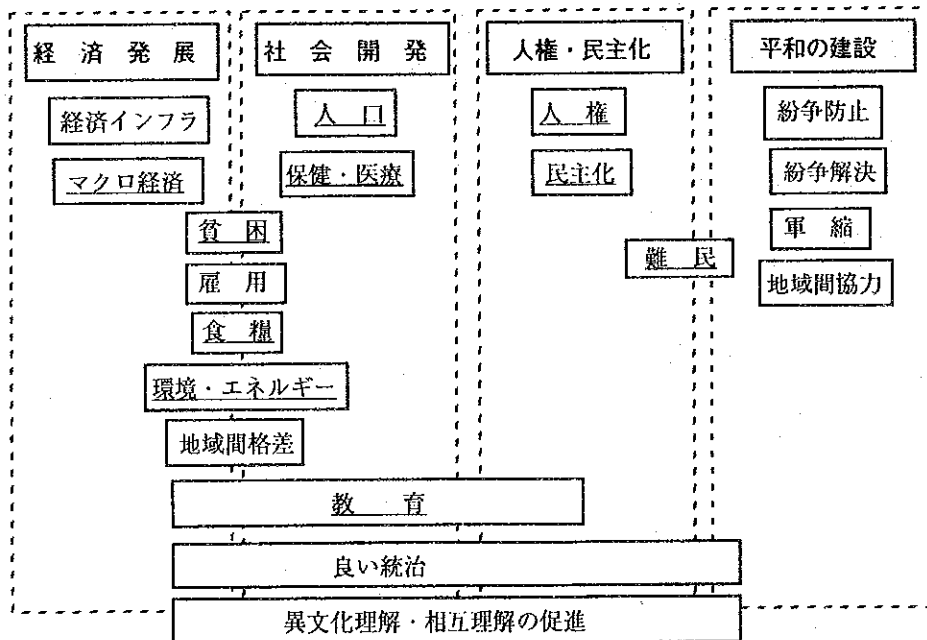 経済発展
社会開発
人権・民主化
平和の建設
経済インフラ
人口
人権
紛争防止
マクロ経済
保健・医療
民主化
紛争解決
貧困
軍縮
難民
雇用
地域間協力
食糧
環境・エネルギー
地域間格差
教育
良い統治
異文化理解・相互理解の促進